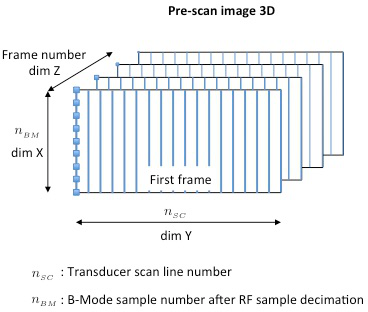 Pre-scan image 3D
Frame number
dim Z
n_BM
dim X
First frame
n_SC
dim Y
n_SC : Transducer scan line number
n_BM : B-Mode sample number after RF sample decimation